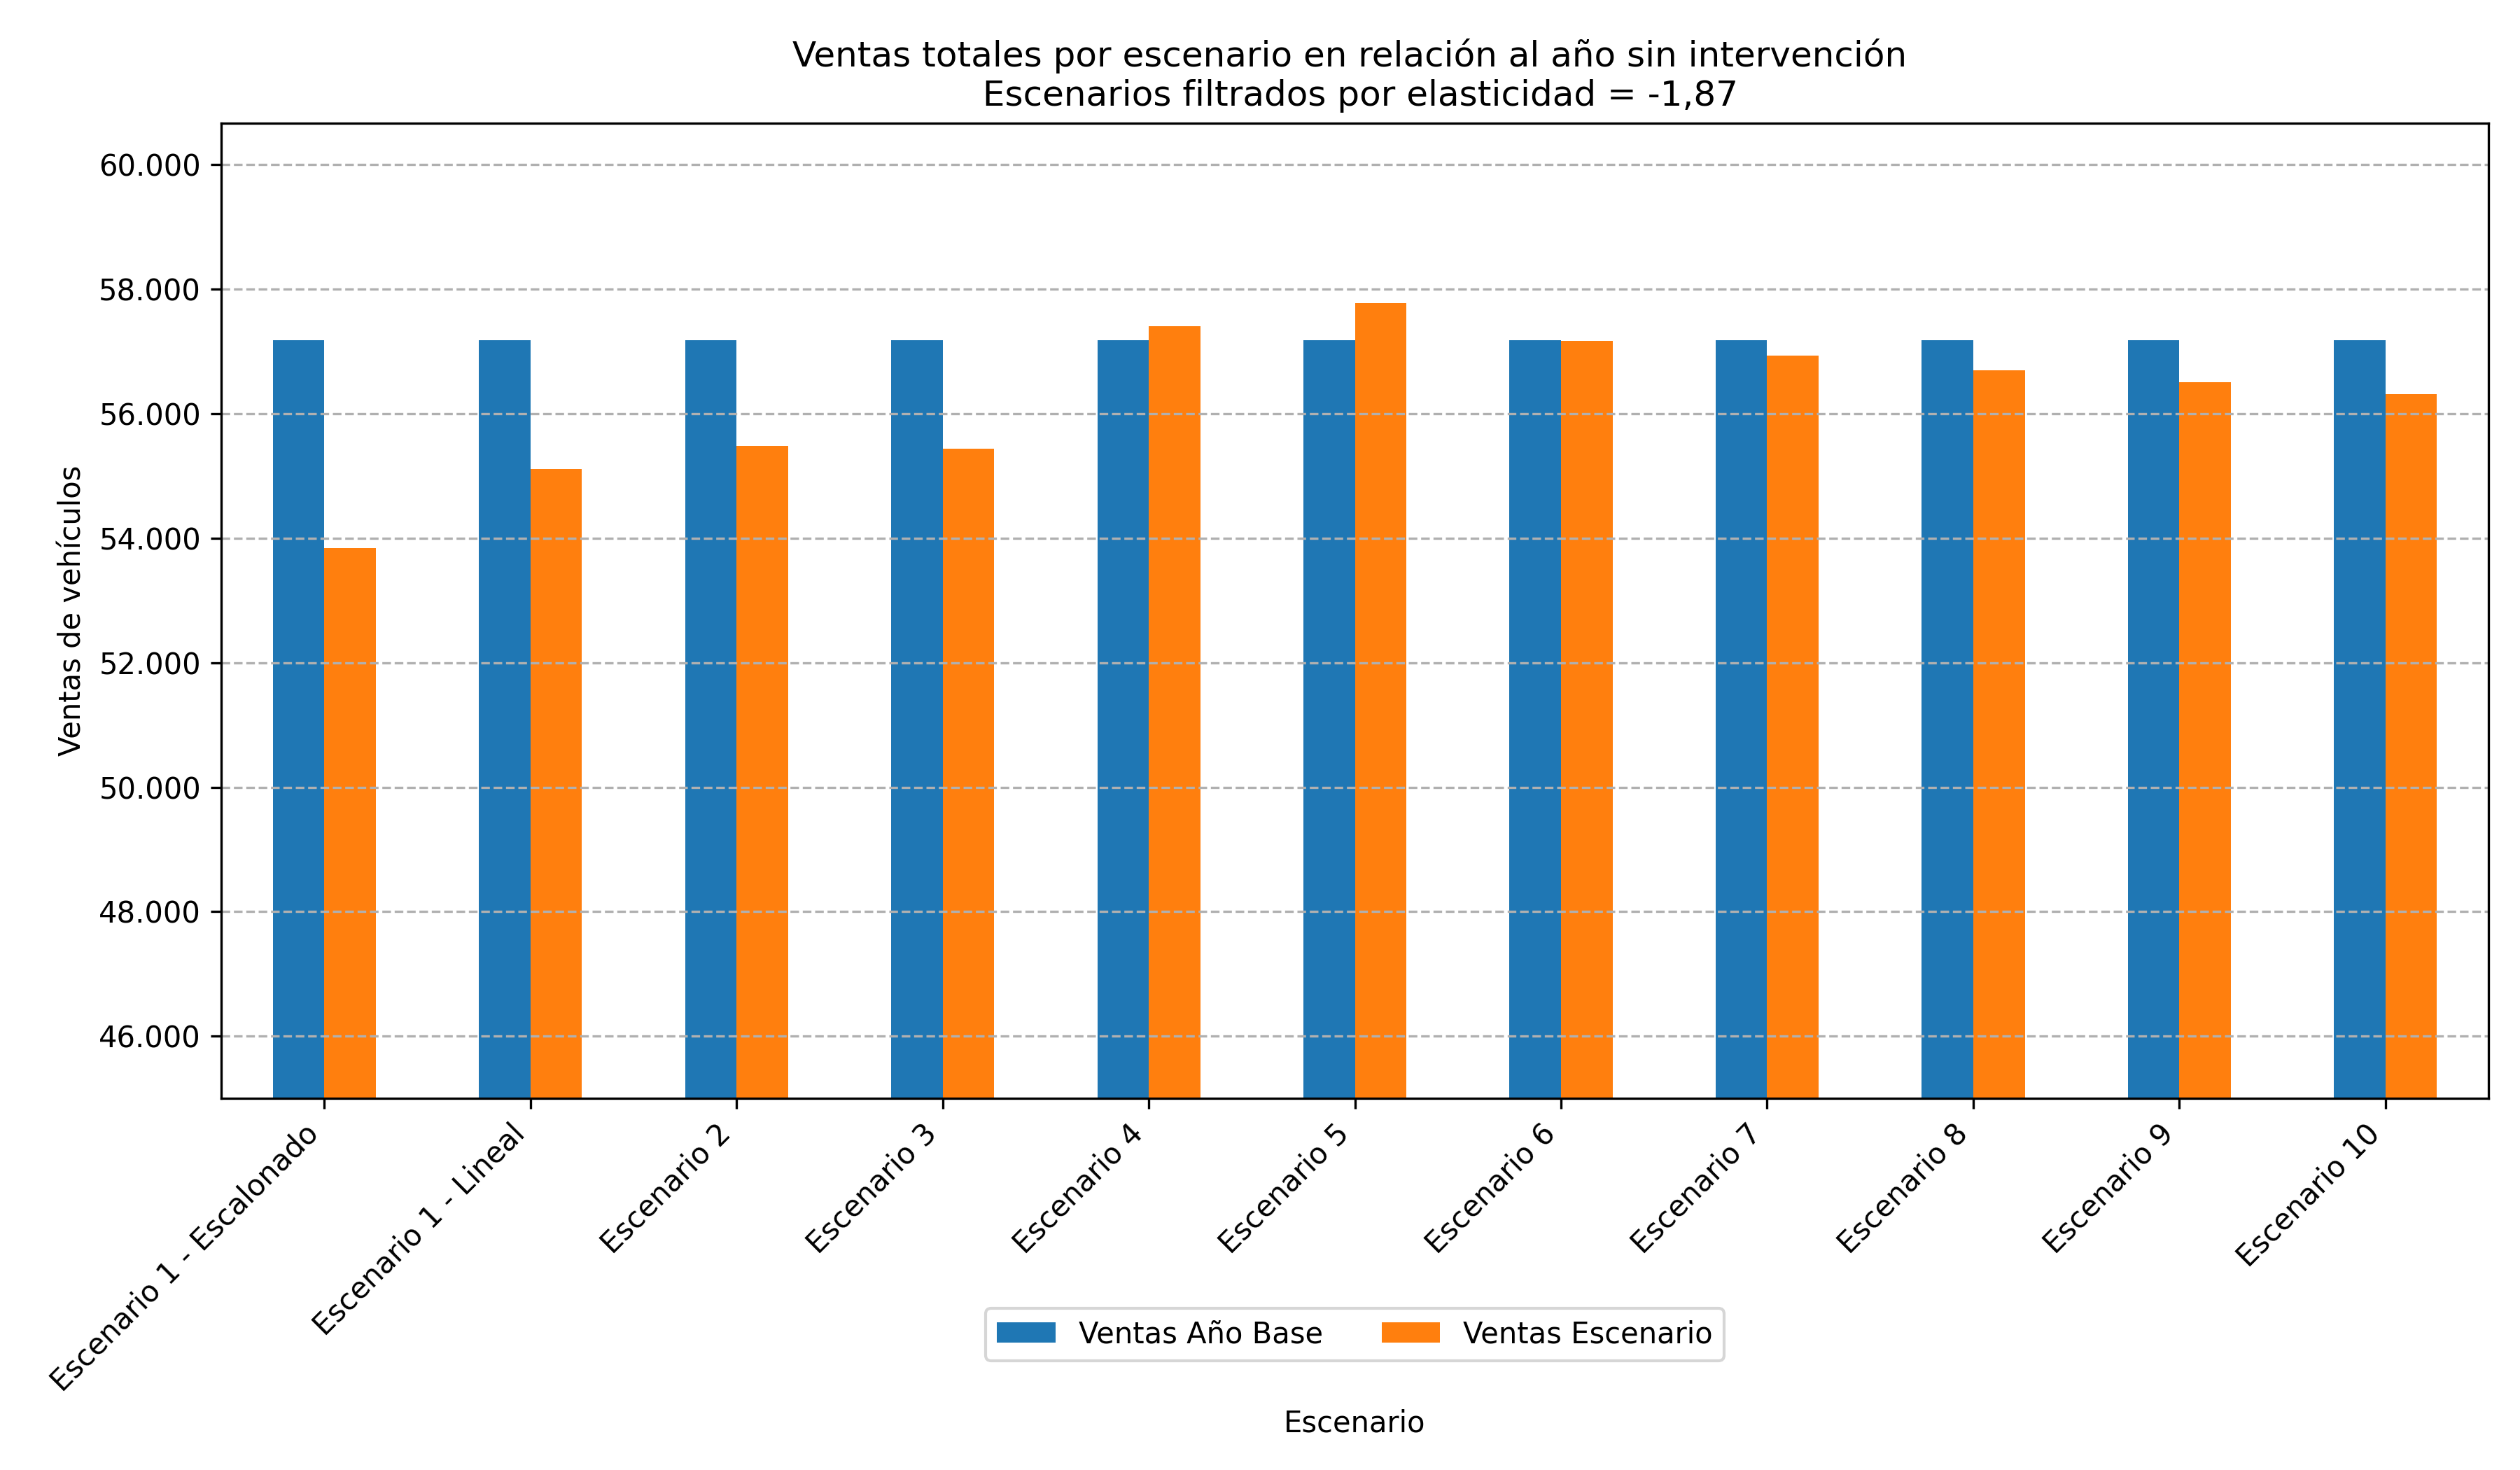 Ventas totales por escenario en relación al año sin intervención
Escenarios filtrados por elasticidad = -1,87
60.000
58.000
56.000
54.000
52.000
50.000
48.000
46.000
Ventas de vehículos
Escenario 1 - Escalonado
Escenario 1 - Lineal
Escenario 2
Escenario 3
Escenario 4
Escenario 5
Escenario 6
Escenario 7
Escenario 8
Escenario 9
Escenario 10
Ventas Año Base
Ventas Escenario
Escenario